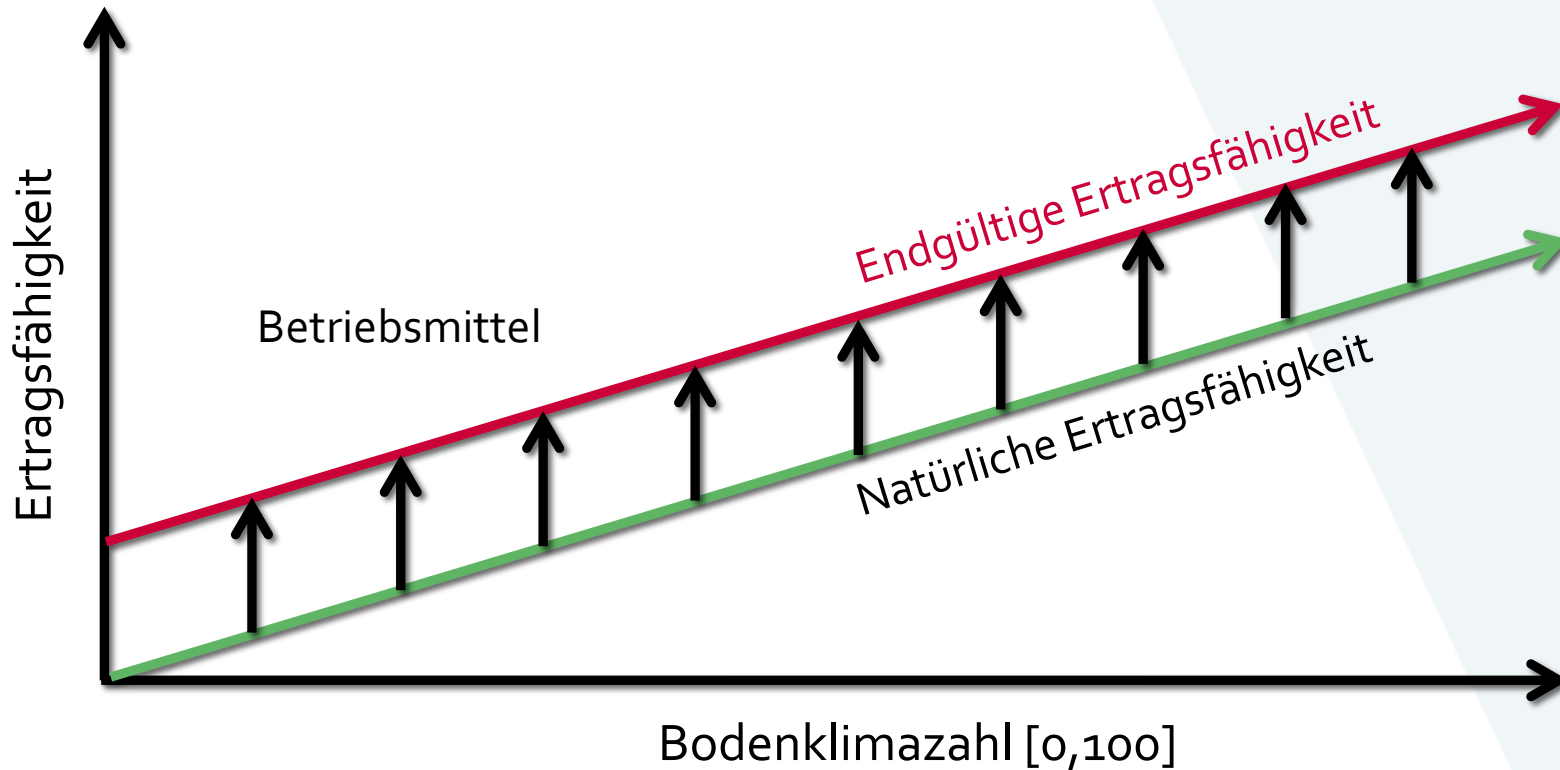 Ertragsfähigkeit
Betriebsmittel
Endgültige Ertragsfähigkeit
Natürliche Ertragsfähigkeit
Bodenklimazahl [0,100]